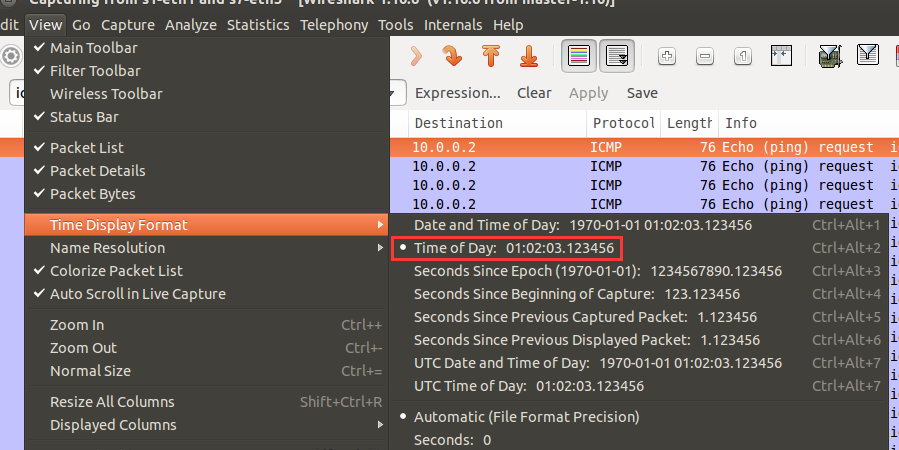 Capturing from s1-eth1 and s7-eth3 [Wireshark 1.10.6 (v1.10.6 from master-1.10)]
dit View Go Capture Analyze Statistics Telephony Tools Internals Help
Main Toolbar
Filter Toolbar
Wireless Toolbar
Status Bar
Packet List
Packet Details
Packet Bytes
Time Display Format
Name Resolution
Colorize Packet List
Auto Scroll in Live Capture
Zoom In Ctrl++
Zoom Out Ctrl+-
Normal Size Ctrl+=
Resize All Columns Shift+Ctrl+R
Displayed Columns
Expression... Clear Apply Save
Destination Protocol Length Info
10.0.0.2 ICMP 76 Echo (ping) request
10.0.0.2 ICMP 76 Echo (ping) request
10.0.0.2 ICMP 76 Echo (ping) request
10.0.0.2 ICMP 76 Echo (ping) request
Date and Time of Day: 1970-01-01 01:02:03.123456 Ctrl+Alt+1
Time of Day: 01:02:03.123456 Ctrl+Alt+2
Seconds Since Epoch (1970-01-01): 1234567890.123456 Ctrl+Alt+3
Seconds Since Beginning of Capture: 123.123456 Ctrl+Alt+4
Seconds Since Previous Captured Packet: 1.123456 Ctrl+Alt+5
Seconds Since Previous Displayed Packet: 1.123456 Ctrl+Alt+6
UTC Date and Time of Day: 1970-01-01 01:02:03.123456 Ctrl+Alt+7
UTC Time of Day: 01:02:03.123456 Ctrl+Alt+7
Automatic (File Format Precision)
Seconds: 0